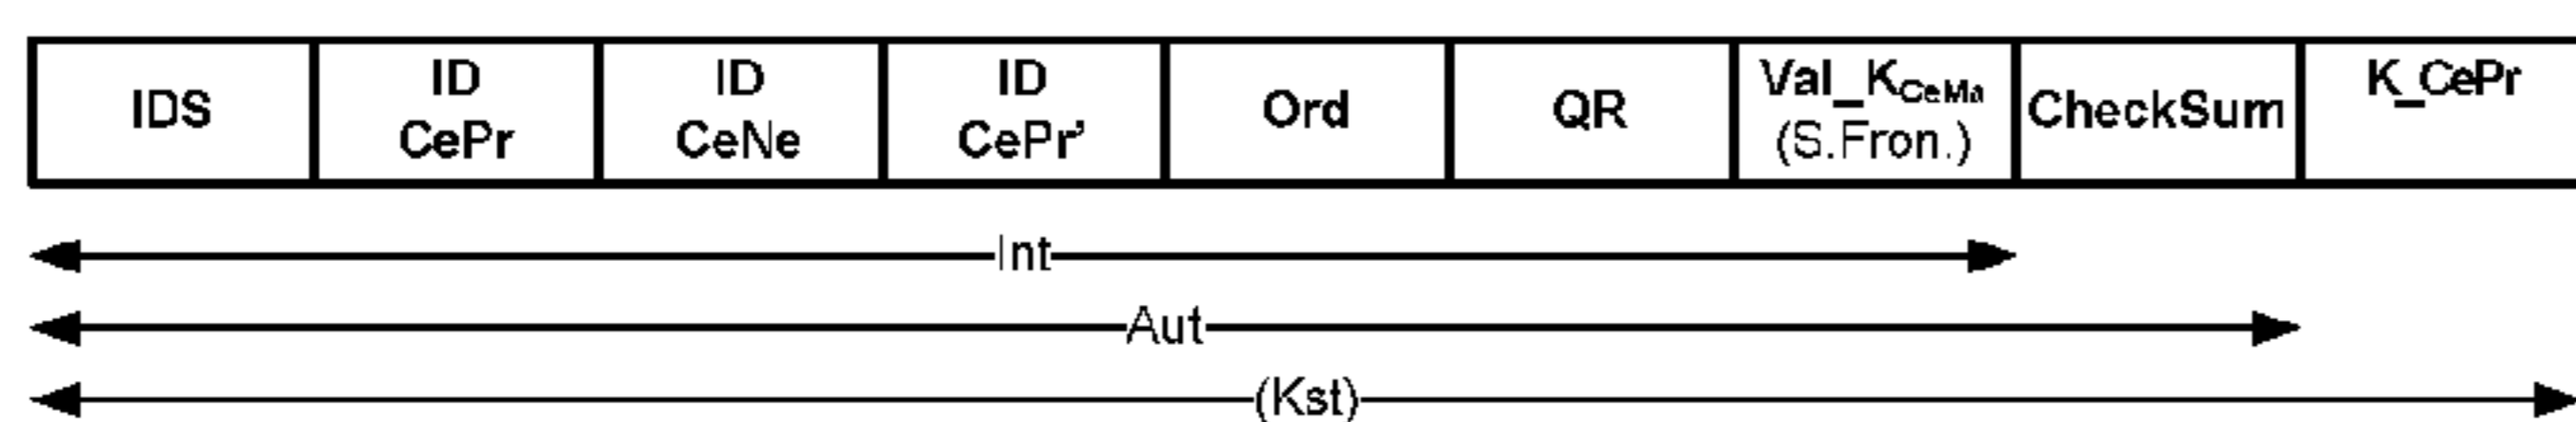 IDS
ID
CePr
ID
CeNe
ID
CePr’
Ord
QR
Val_KCeMa
(S.Fron.)
CheckSum
K_CePr
Int
Aut
(Kst)